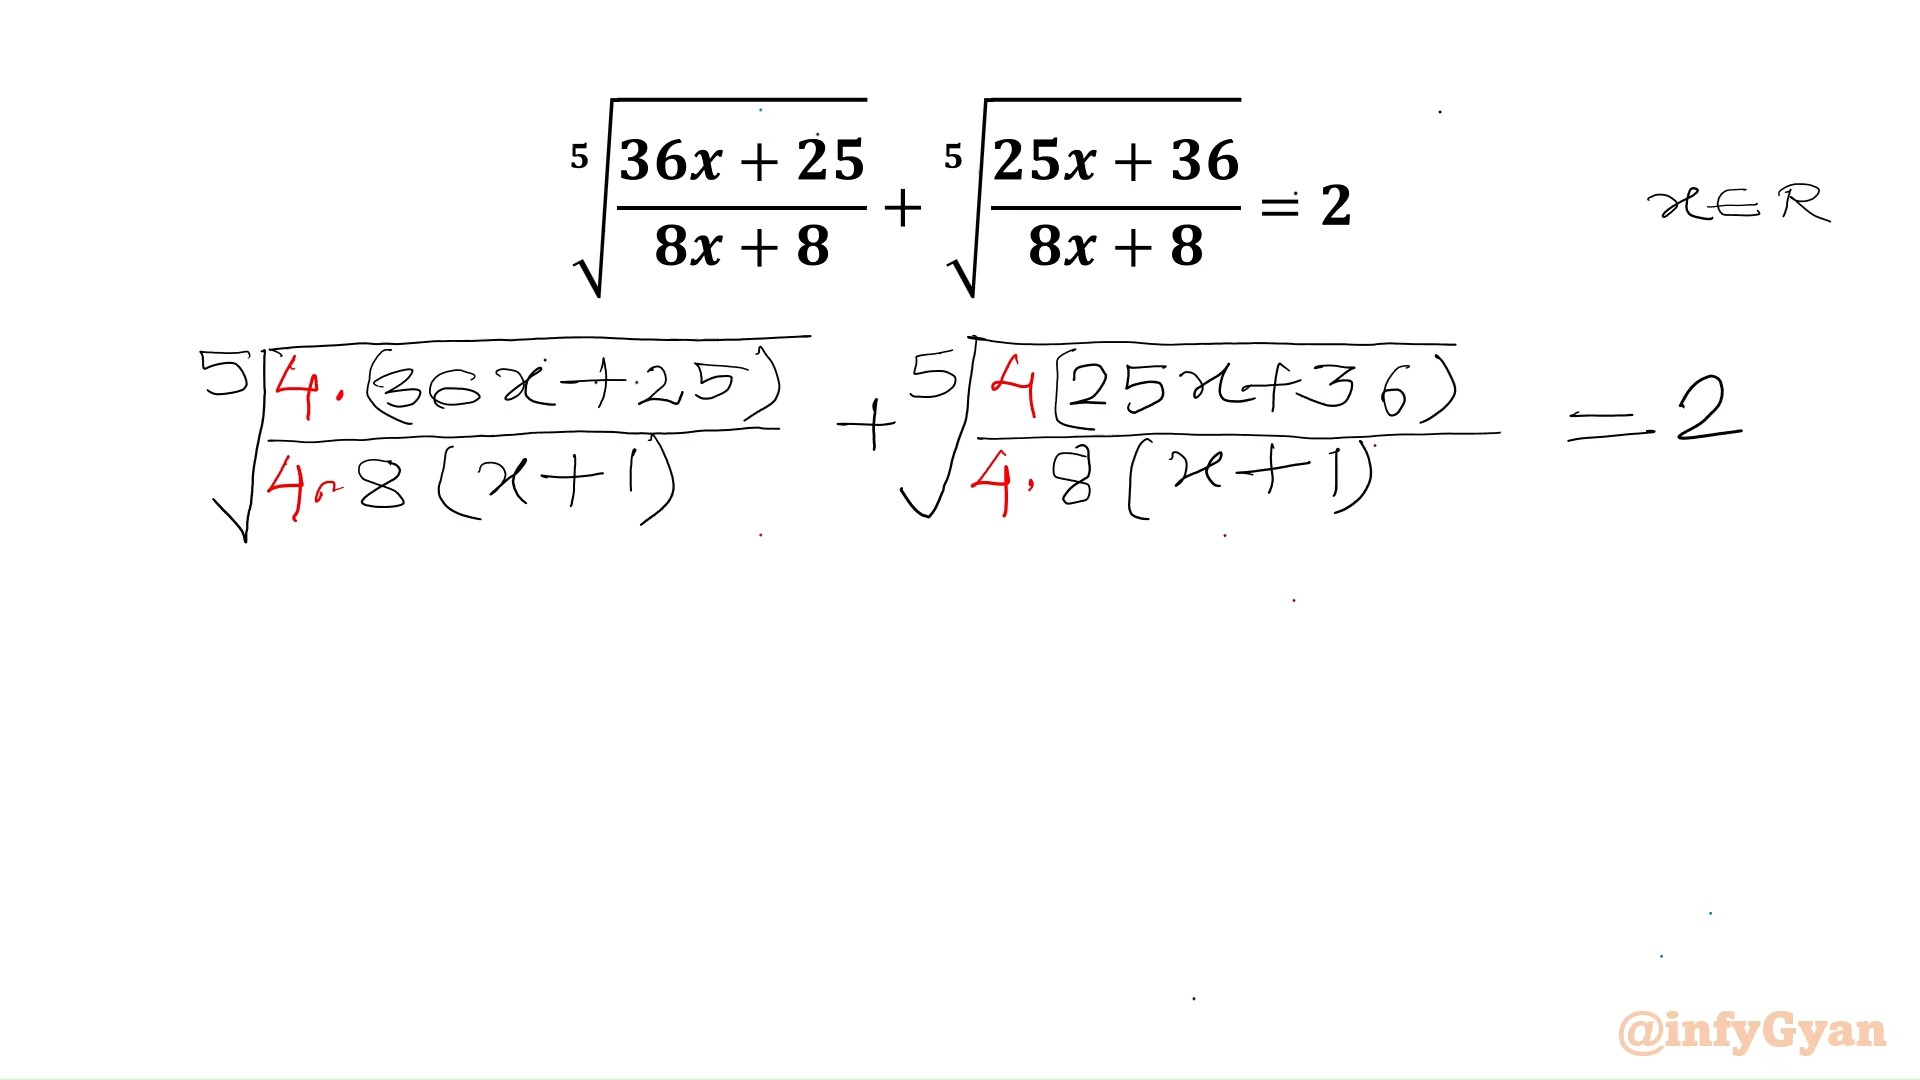 ⁵√((36x + 25)/(8x + 8)) + ⁵√((25x + 36)/(8x + 8)) = 2
x ∈ R
⁵√((4·(36x+25))/(4·8(x+1))) + ⁵√((4(25x+36))/(4·8(x+1))) = 2
@infyGyan